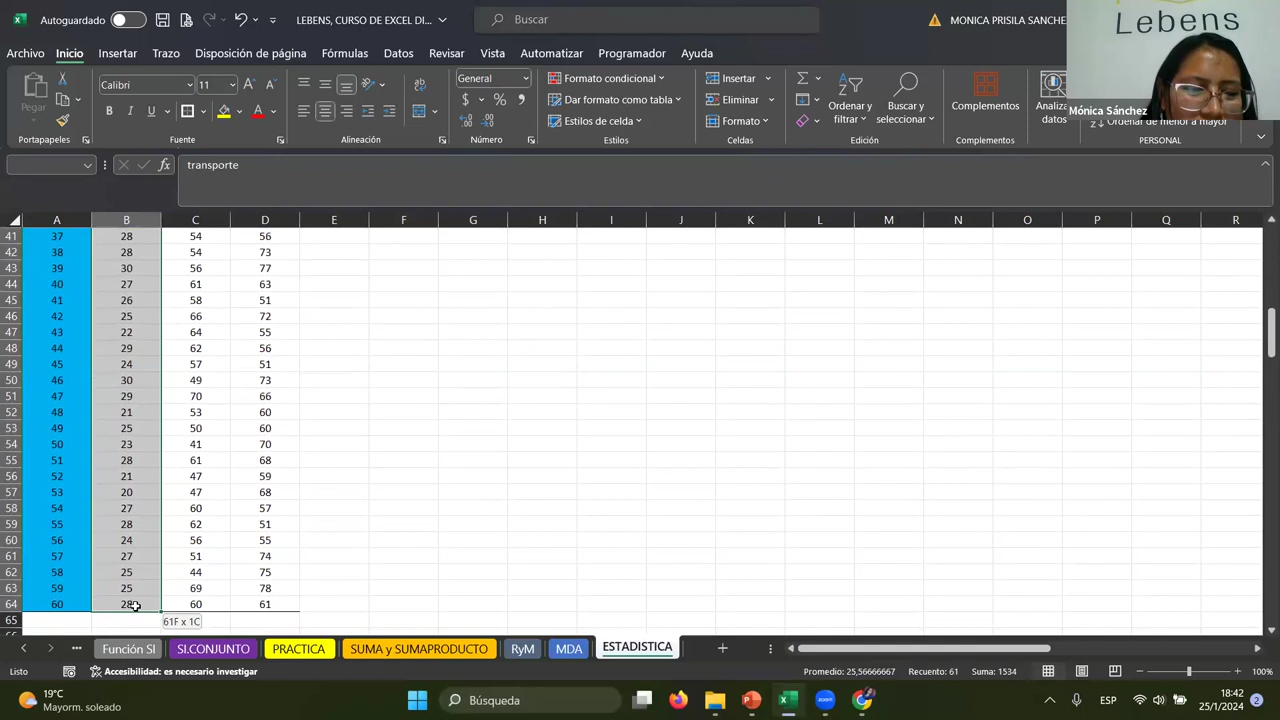 Autoguardado
LEBENS, CURSO DE EXCEL DI...
Buscar
MONICA PRISILA SANCHE
Lebens
Archivo Inicio Insertar Trazo Disposición de página Fórmulas Datos Revisar Vista Automatizar Programador Ayuda
Mónica Sánchez
Pegar
Calibri 11
N K S
General
Formato condicional
Dar formato como tabla
Estilos de celda
Insertar
Eliminar
Formato
Ordenar y filtrar
Buscar y seleccionar
Complementos
Analiza
datos
Ordenar de menor a mayor
Portapapeles Fuente Alineación Número Estilos Celdas Complementos PERSONAL
fx transporte
A B C D E F G H I J K L M N O P Q R
41 37 28 54 56
42 38 28 54 73
43 39 30 56 77
44 40 27 61 63
45 41 26 58 51
46 42 25 66 72
47 43 22 64 55
48 44 29 62 56
49 45 24 57 51
50 46 30 49 73
51 47 29 70 66
52 48 21 53 60
53 49 25 50 60
54 50 23 41 70
55 51 28 61 68
56 52 21 47 59
57 53 20 47 68
58 54 27 60 57
59 55 28 62 51
60 56 24 56 55
61 57 27 51 74
62 58 25 44 75
63 59 25 69 78
64 60 28 60 61
65
61F x 1C
Función SI SI.CONJUNTO PRACTICA SUMA y SUMAPRODUCTO RyM MDA ESTADISTICA
Listo Accesibilidad: es necesario investigar Promedio: 25,56666667 Recuento: 61 Suma: 1534 100%
19°C
Mayorm. soleado
Búsqueda
ESP
18:42
25/1/2024